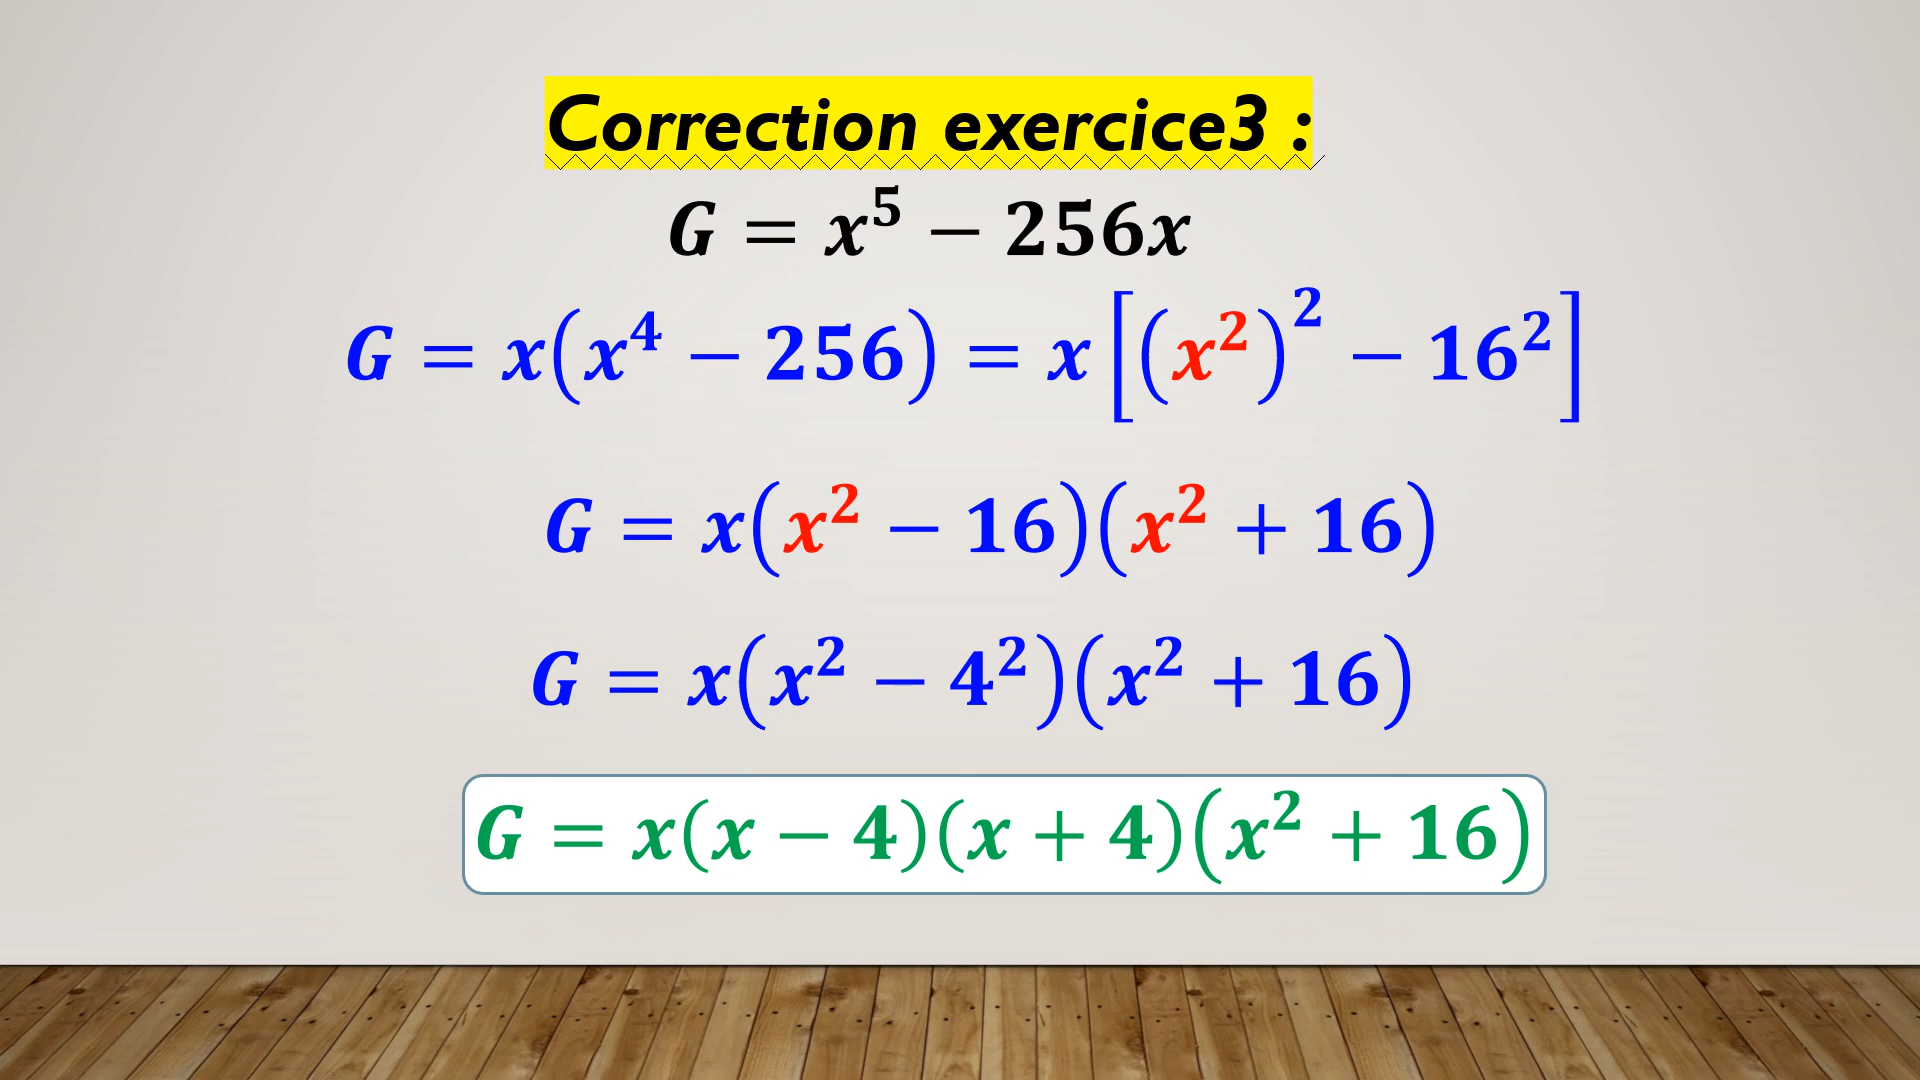 Correction exercice3 :
G = x⁵ − 256x
G = x(x⁴ − 256) = x[(x²)² − 16²]
G = x(x² − 16)(x² + 16)
G = x(x² − 4²)(x² + 16)
G = x(x − 4)(x + 4)(x² + 16)